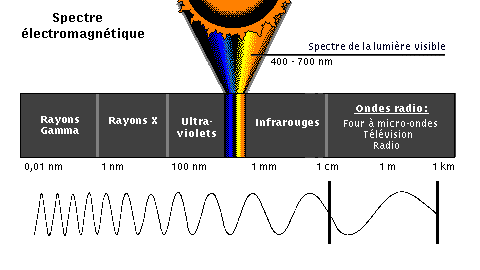 Spectre
électromagnétique
Spectre de la lumière visible
400 - 700 nm
Rayons
Gamma
Rayons X
Ultra-
violets
Infrarouges
Ondes radio:
Four à micro-ondes
Télévision
Radio
0,01 nm
1 nm
100 nm
1 mm
1 cm
1 m
1 km